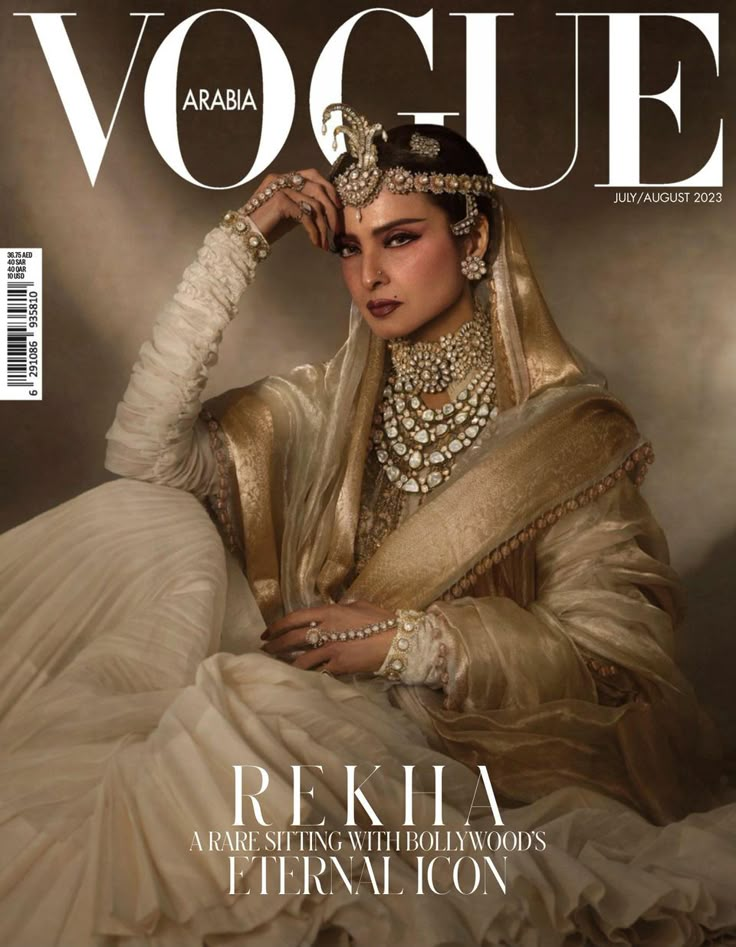 VOGUE
ARABIA
JULY/AUGUST 2023
36.75 AED
40 SAR
40 QAR
10 USD
6 291086 935810
REKHA
A RARE SITTING WITH BOLLYWOOD'S
ETERNAL ICON